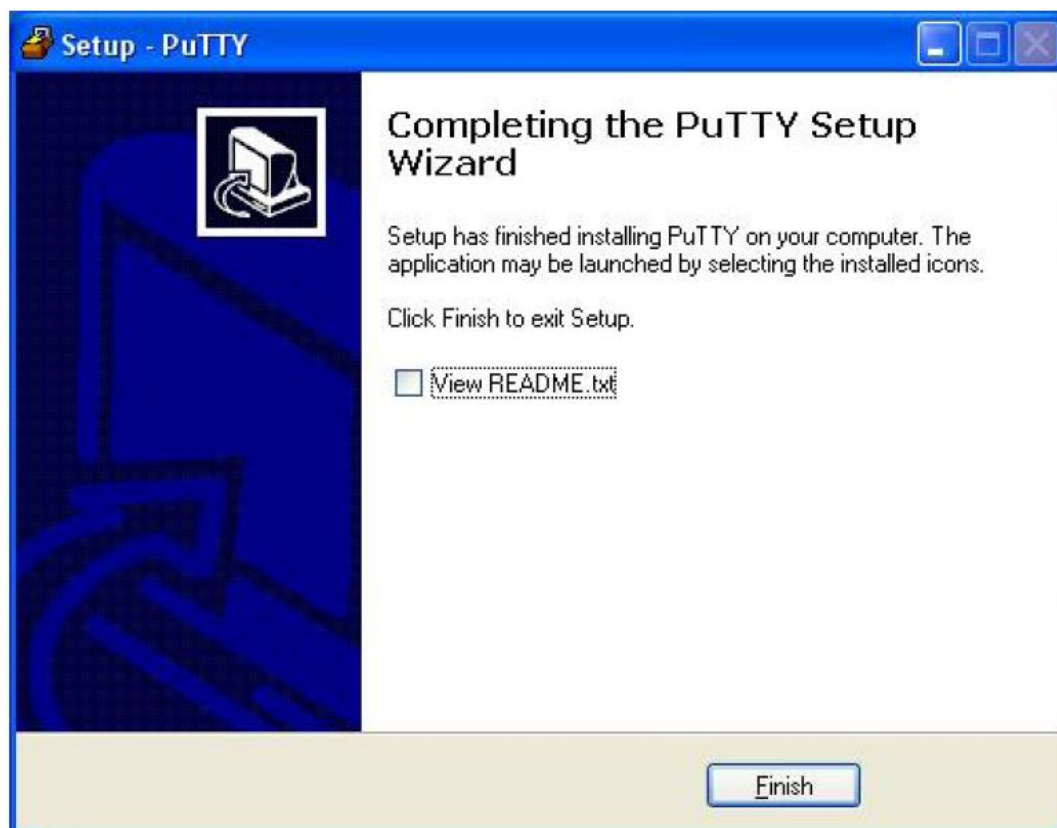 Setup - PuTTY
Completing the PuTTY Setup
Wizard
Setup has finished installing PuTTY on your computer. The
application may be launched by selecting the installed icons.
Click Finish to exit Setup.
View README.txt
Finish